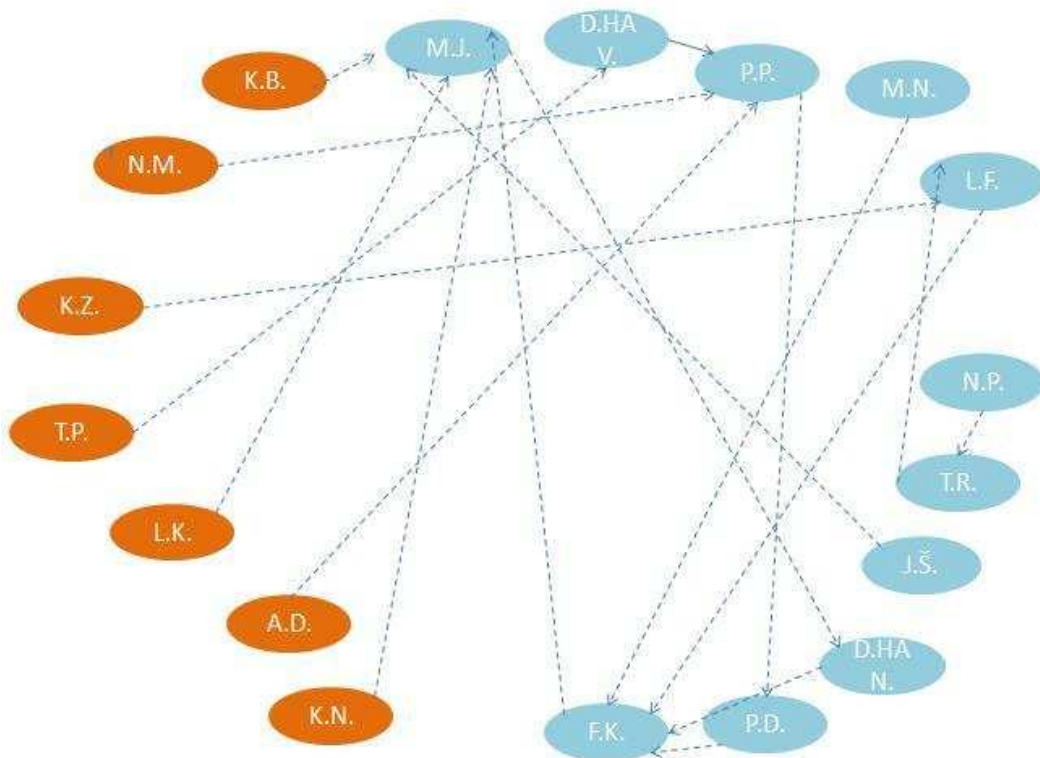 D.HA
V.
M.J.
P.P.
K.B.
M.N.
N.M.
L.F.
K.Z.
N.P.
T.P.
T.R.
L.K.
J.Š.
A.D.
D.HA
N.
K.N.
F.K.
P.D.